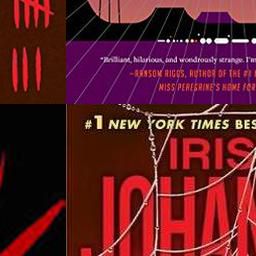 "Brilliant, hilarious, and wondrously strange. I'm
—RANSOM RIGGS, AUTHOR OF THE #1
MISS PEREGRINE'S HOME FOR
#1 NEW YORK TIMES BES
IRIS
JOHAN